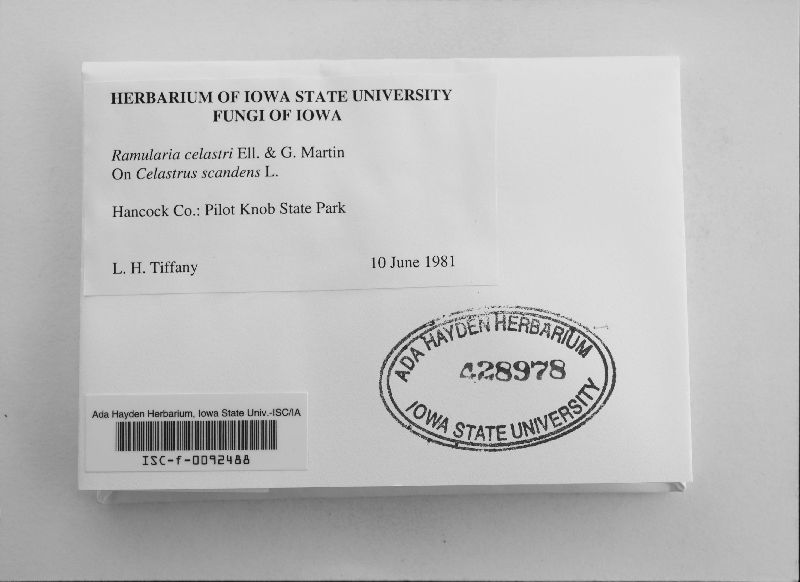 HERBARIUM OF IOWA STATE UNIVERSITY
FUNGI OF IOWA
Ramularia celastri Ell. & G. Martin
On Celastrus scandens L.
Hancock Co.: Pilot Knob State Park
L. H. Tiffany 10 June 1981
ADA HAYDEN HERBARIUM
428978
IOWA STATE UNIVERSITY
Ada Hayden Herbarium, Iowa State Univ.-ISC/IA
ISC-f-0092488